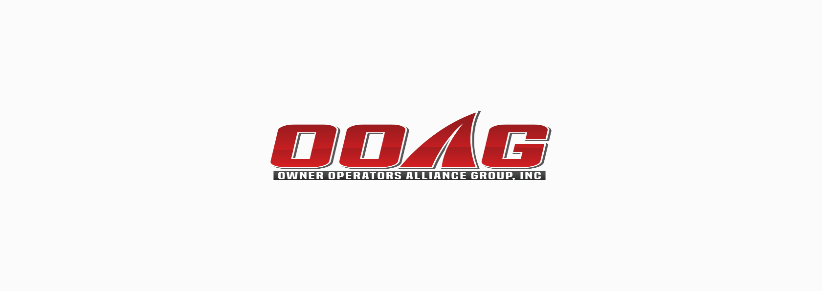 OOAG
OWNER OPERATORS ALLIANCE GROUP, INC